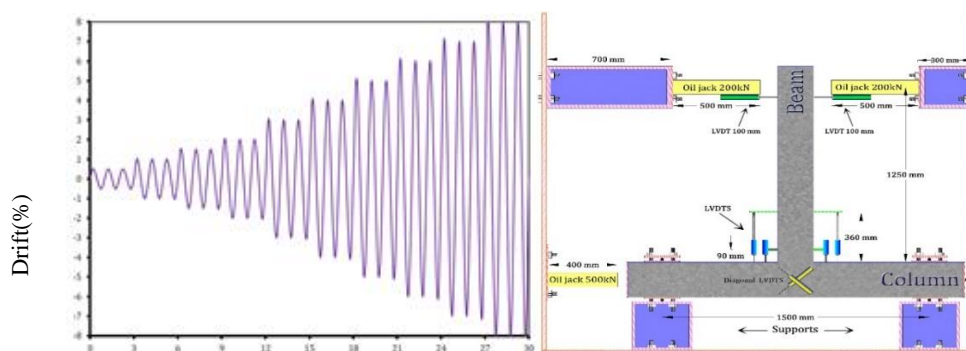 Drift(%)
8
7
6
5
4
3
2
1
0
-1
-2
-3
-4
-5
-6
-7
-8
0 3 6 9 12 15 18 21 24 27 30
700 mm
300 mm
Oil jack 200kN
Beam
Oil jack 200kN
500 mm
500 mm
LVDT 100 mm
LVDT 100 mm
1250 mm
LVDTS
360 mm
90 mm
400 mm
Oil jack 500kN
Diagonal LVDTS
Column
1500 mm
Supports